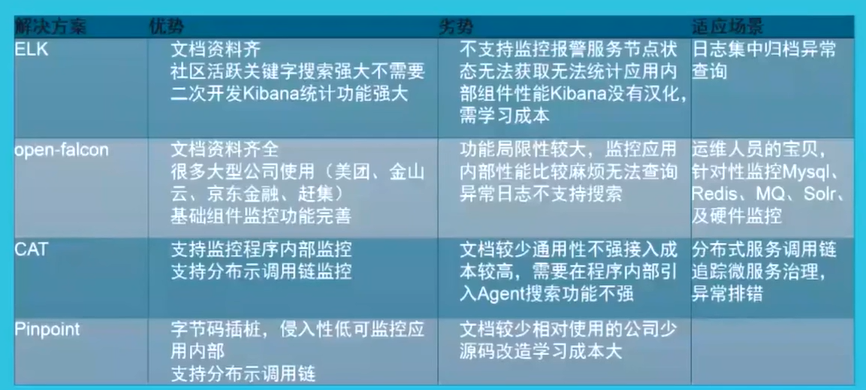 解决方案 优势 劣势 适应场景
ELK
文档资料齐
社区活跃关键字搜索强大不需要
二次开发Kibana统计功能强大
不支持监控报警服务节点状
态无法获取无法统计应用内
部组件性能Kibana没有汉化,
需学习成本
日志集中归档异常
查询
open-falcon
文档资料齐全
很多大型公司使用（美团、金山
云、京东金融、赶集）
基础组件监控功能完善
功能局限性较大，监控应用
内部性能比较麻烦无法查询
异常日志不支持搜索
运维人员的宝贝，
针对性监控Mysql、
Redis、MQ、Solr、
及硬件监控
CAT
支持监控程序内部监控
支持分布示调用链监控
文档较少通用性不强接入成
本较高，需要在程序内部引
入Agent搜索功能不强
分布式服务调用链
追踪微服务治理，
异常排错
Pinpoint
字节码插桩，侵入性低可监控应
用内部
支持分布示调用链
文档较少相对使用的公司少
源码改造学习成本大